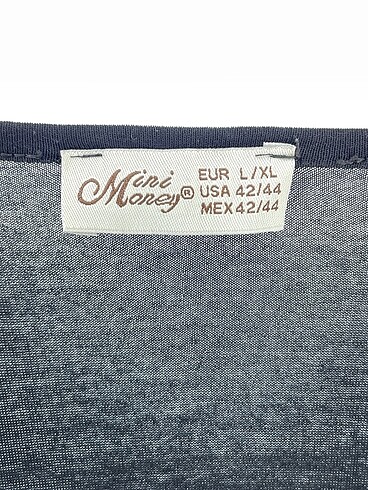 Mini
Money®
EUR L/XL
USA 42/44
MEX 42/44